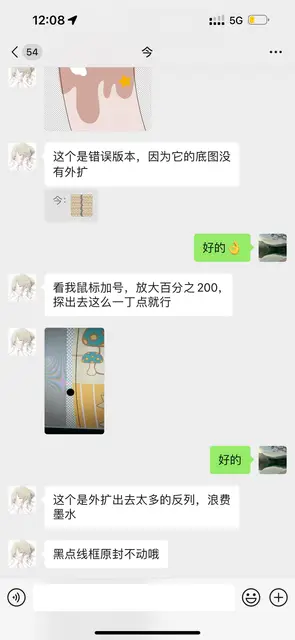 12:08
5G
54
今
这个是错误版本，因为它的底图没
有外扩
今：
好的👌
看我鼠标加号，放大百分之200，
探出去这么一丁点就行
好的
这个是外扩出去太多的反列，浪费
墨水
黑点线框原封不动哦